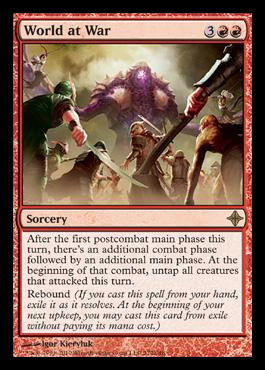 World at War 3
Sorcery
After the first postcombat main phase this
turn, there's an additional combat phase
followed by an additional main phase. At the
beginning of that combat, untap all creatures
that attacked this turn.
Rebound (If you cast this spell from your hand,
exile it as it resolves. At the beginning of your
next upkeep, you may cast this card from exile
without paying its mana cost.)
Igor Kieryluk